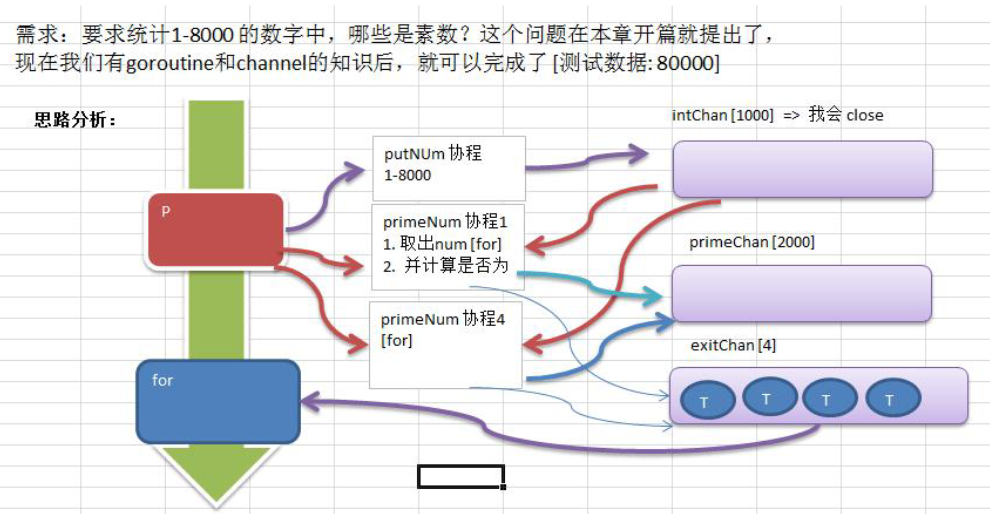 需求：要求统计1-8000 的数字中，哪些是素数？这个问题在本章开篇就提出了，
现在我们有goroutine和channel的知识后，就可以完成了 [测试数据: 80000]
思路分析：
intChan [1000] => 我会 close
putNUm 协程
1-8000
P
primeNum 协程1
1. 取出num [for]
2. 并计算是否为
primeChan [2000]
primeNum 协程4
[for]
exitChan [4]
for
T T T T